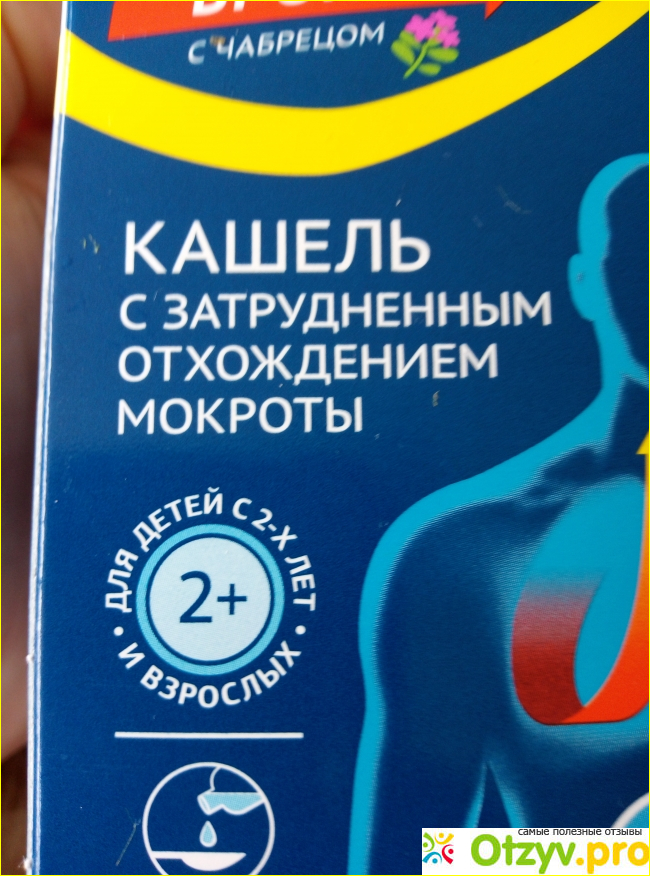 С ЧАБРЕЦОМ
КАШЕЛЬ
С ЗАТРУДНЕННЫМ
ОТХОЖДЕНИЕМ
МОКРОТЫ
ДЛЯ ДЕТЕЙ С 2-Х ЛЕТ
2+
• И ВЗРОСЛЫХ •
самые полезные отзывы
Otzyv.pro